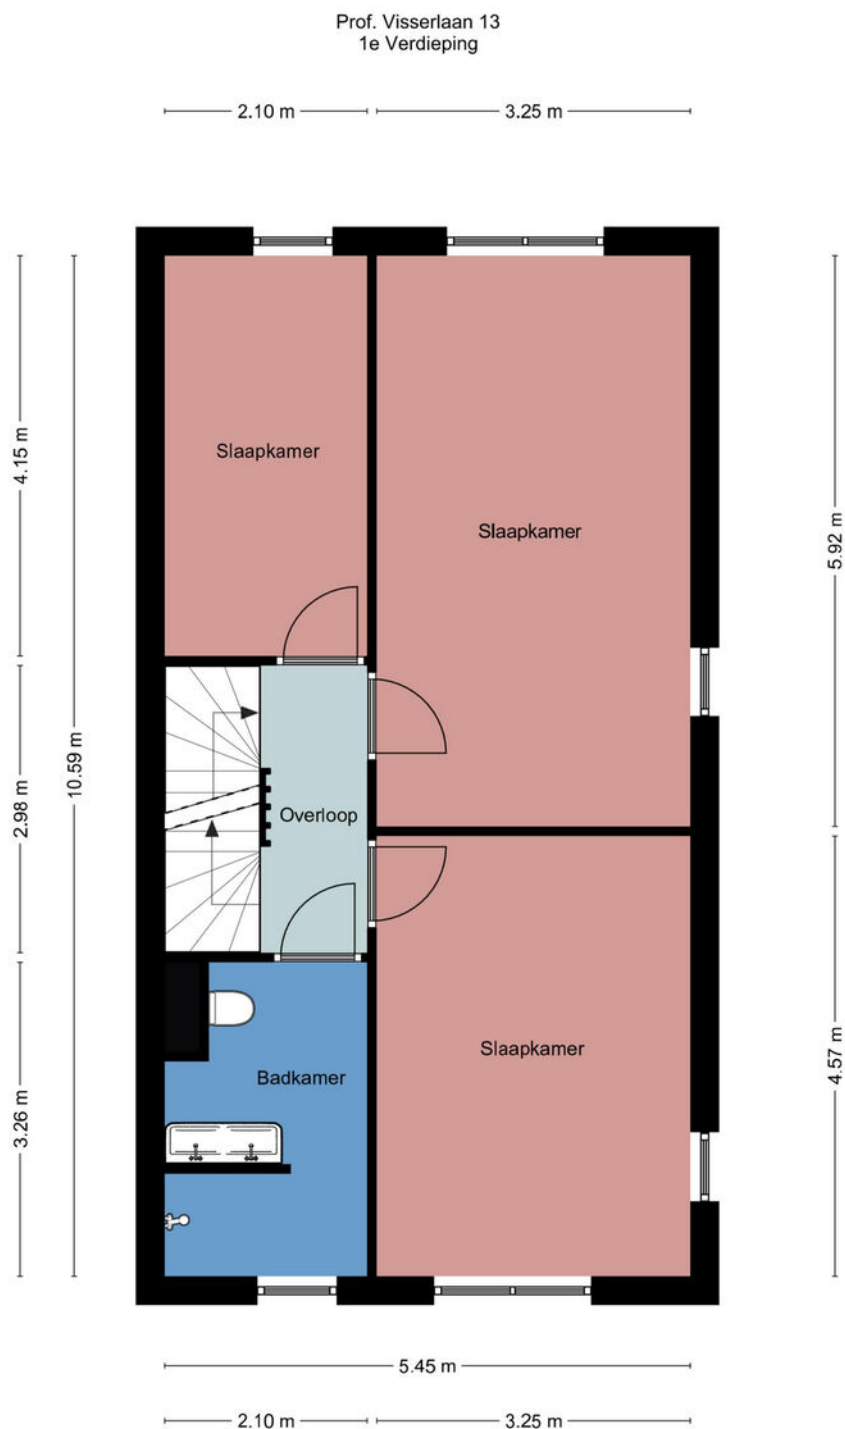 Prof. Visserlaan 13
1e Verdieping
2.10 m
3.25 m
4.15 m
10.59 m
2.98 m
3.26 m
5.92 m
4.57 m
Slaapkamer
Slaapkamer
Overloop
Slaapkamer
Badkamer
5.45 m
2.10 m
3.25 m